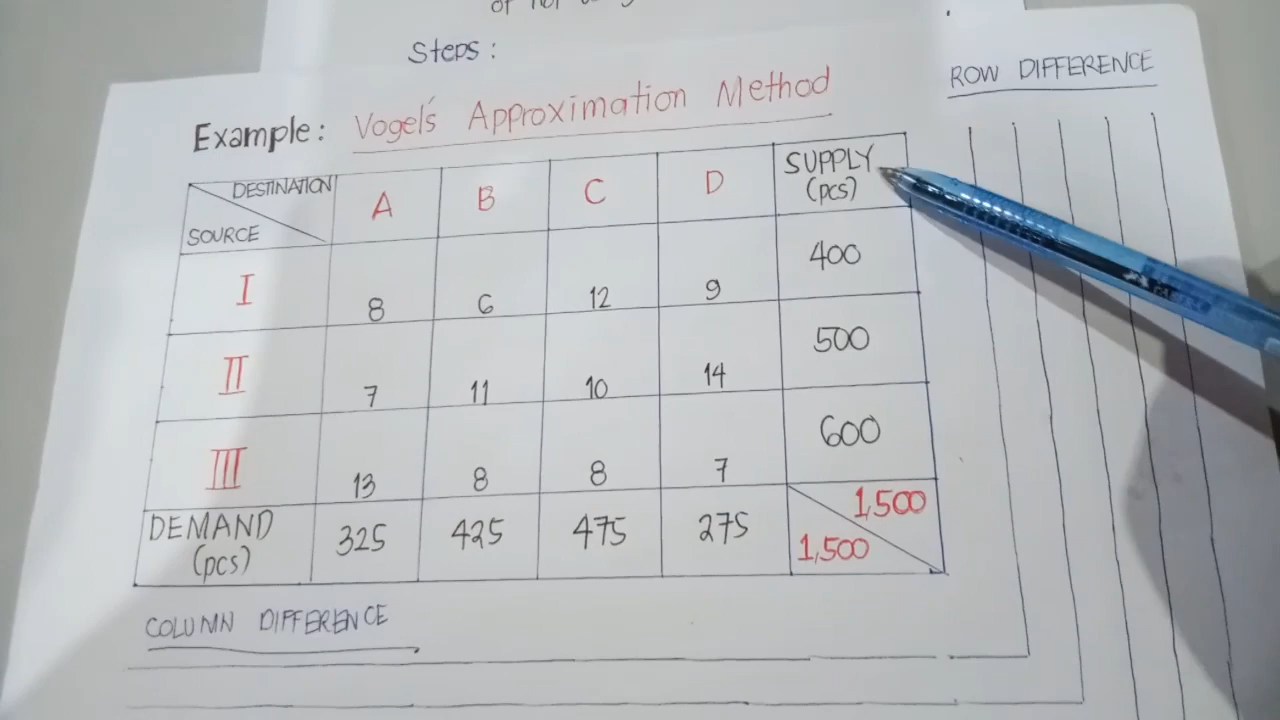 Steps:
ROW DIFFERENCE
Example: Vogel's Approximation Method
DESTINATION A B C D SUPPLY
SOURCE (pcs)
I 8 6 12 9 400
II 7 11 10 14 500
III 13 8 8 7 600
DEMAND 325 425 475 275 1,500
(pcs) 1,500
COLUMN DIFFERENCE